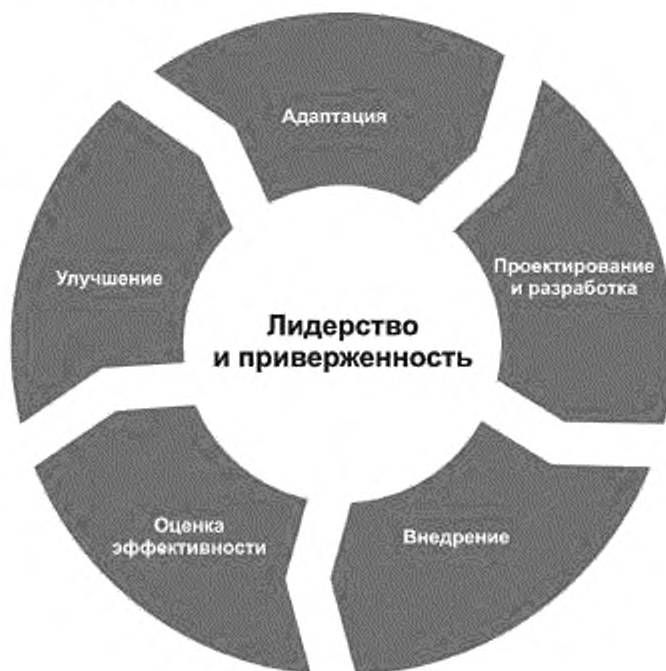 Адаптация
Проектирование
и разработка
Внедрение
Оценка
эффективности
Улучшение
Лидерство
и приверженность